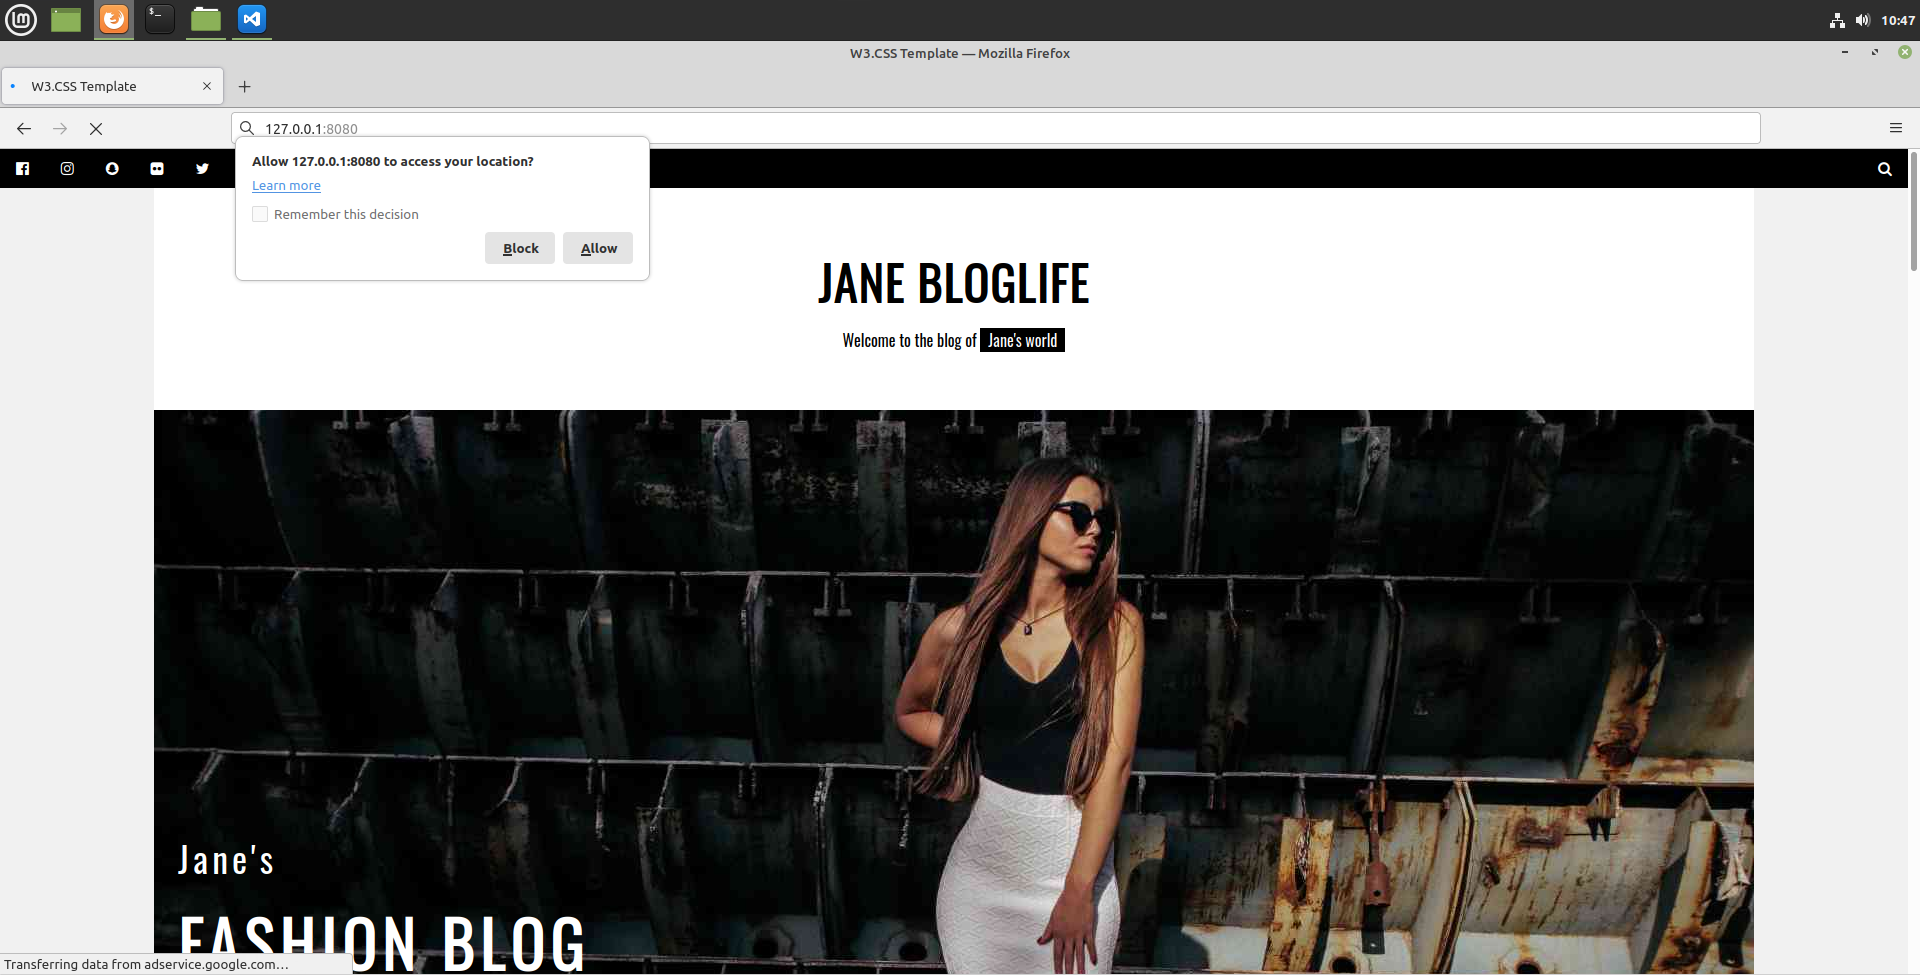 10:47
W3.CSS Template — Mozilla Firefox
W3.CSS Template
127.0.0.1:8080
Allow 127.0.0.1:8080 to access your location?
Learn more
Remember this decision
Block Allow
JANE BLOGLIFE
Welcome to the blog of Jane's world
Jane's
FASHION BLOG
Transferring data from adservice.google.com…